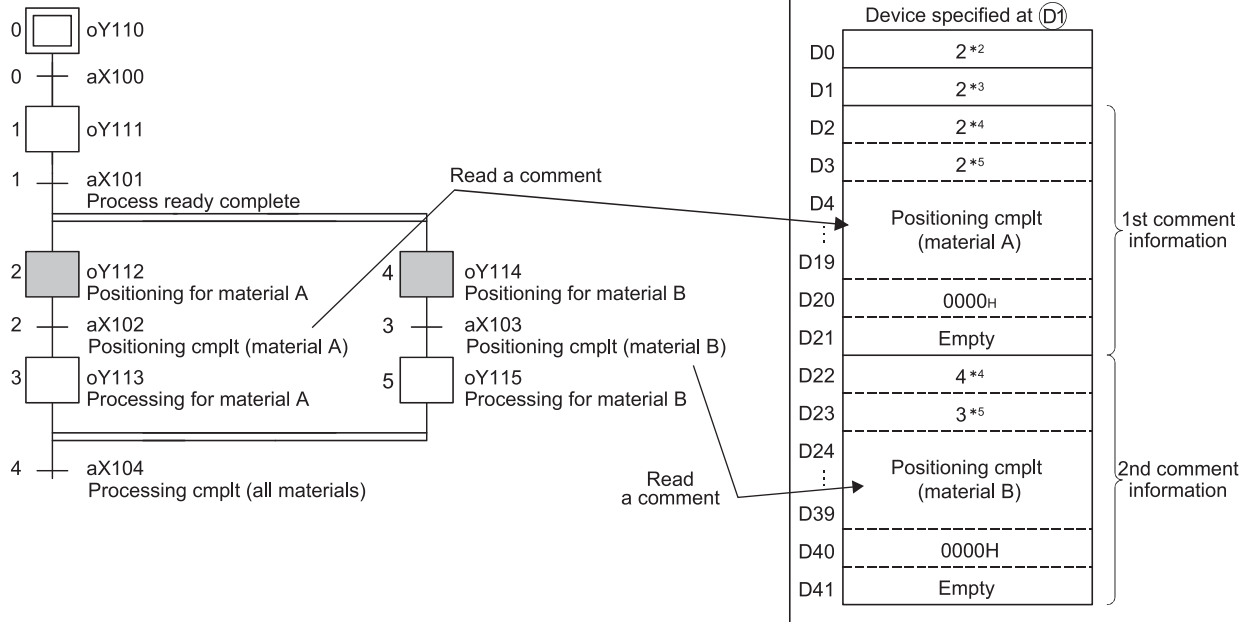 0 oY110
0 aX100
1 oY111
1 aX101
Process ready complete
2 oY112
Positioning for material A
4 oY114
Positioning for material B
2 aX102
Positioning cmplt (material A)
3 aX103
Positioning cmplt (material B)
3 oY113
Processing for material A
5 oY115
Processing for material B
4 aX104
Processing cmplt (all materials)
Read a comment
Read
a comment
Device specified at D1
D0 2*2
D1 2*3
D2 2*4
D3 2*5
D4
Positioning cmplt
(material A)
D19
D20 0000H
D21 Empty
1st comment
information
D22 4*4
D23 3*5
D24
Positioning cmplt
(material B)
D39
D40 0000H
D41 Empty
2nd comment
information